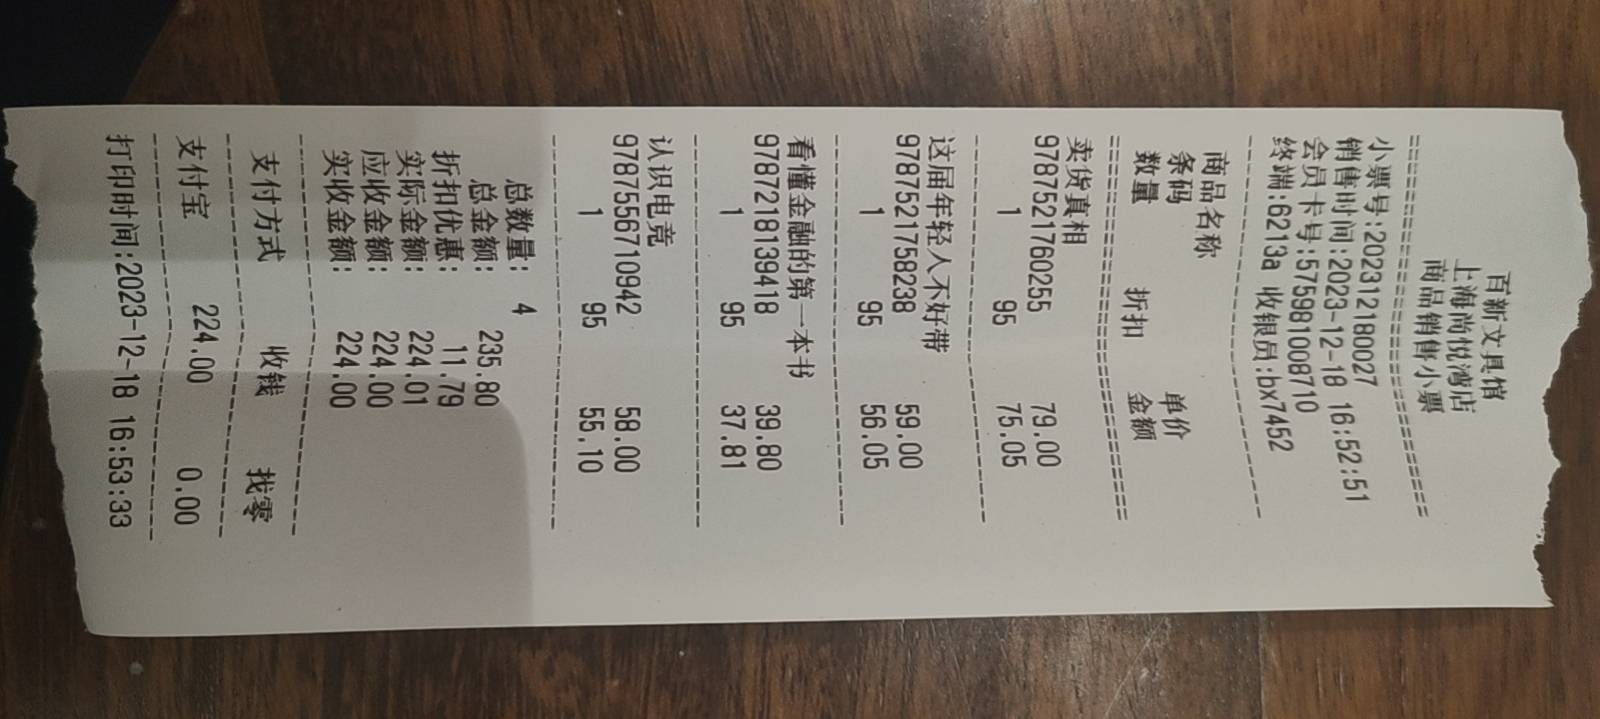 百新文具馆
上海尚悦湾店
商品销售小票
小票号:202312180027
销售时间:2023-12-18 16:52:51
会员卡号:5759810008710
终端:6213a 收银员:bx7452
商品名称
条码 单价
数量 折扣 金额
卖货真相
9787521760255 79.00
1 95 75.05
这届年轻人不好带
9787521758238 59.00
1 95 56.05
看懂金融的第一本书
9787218139418 39.80
1 95 37.81
认识电竞
9787556710942 58.00
1 95 55.10
总数量: 4
总金额: 235.80
折扣优惠: 11.79
实际金额: 224.01
应收金额: 224.00
实收金额: 224.00
支付方式 收钱 找零
支付宝 224.00 0.00
打印时间:2023-12-18 16:53:33